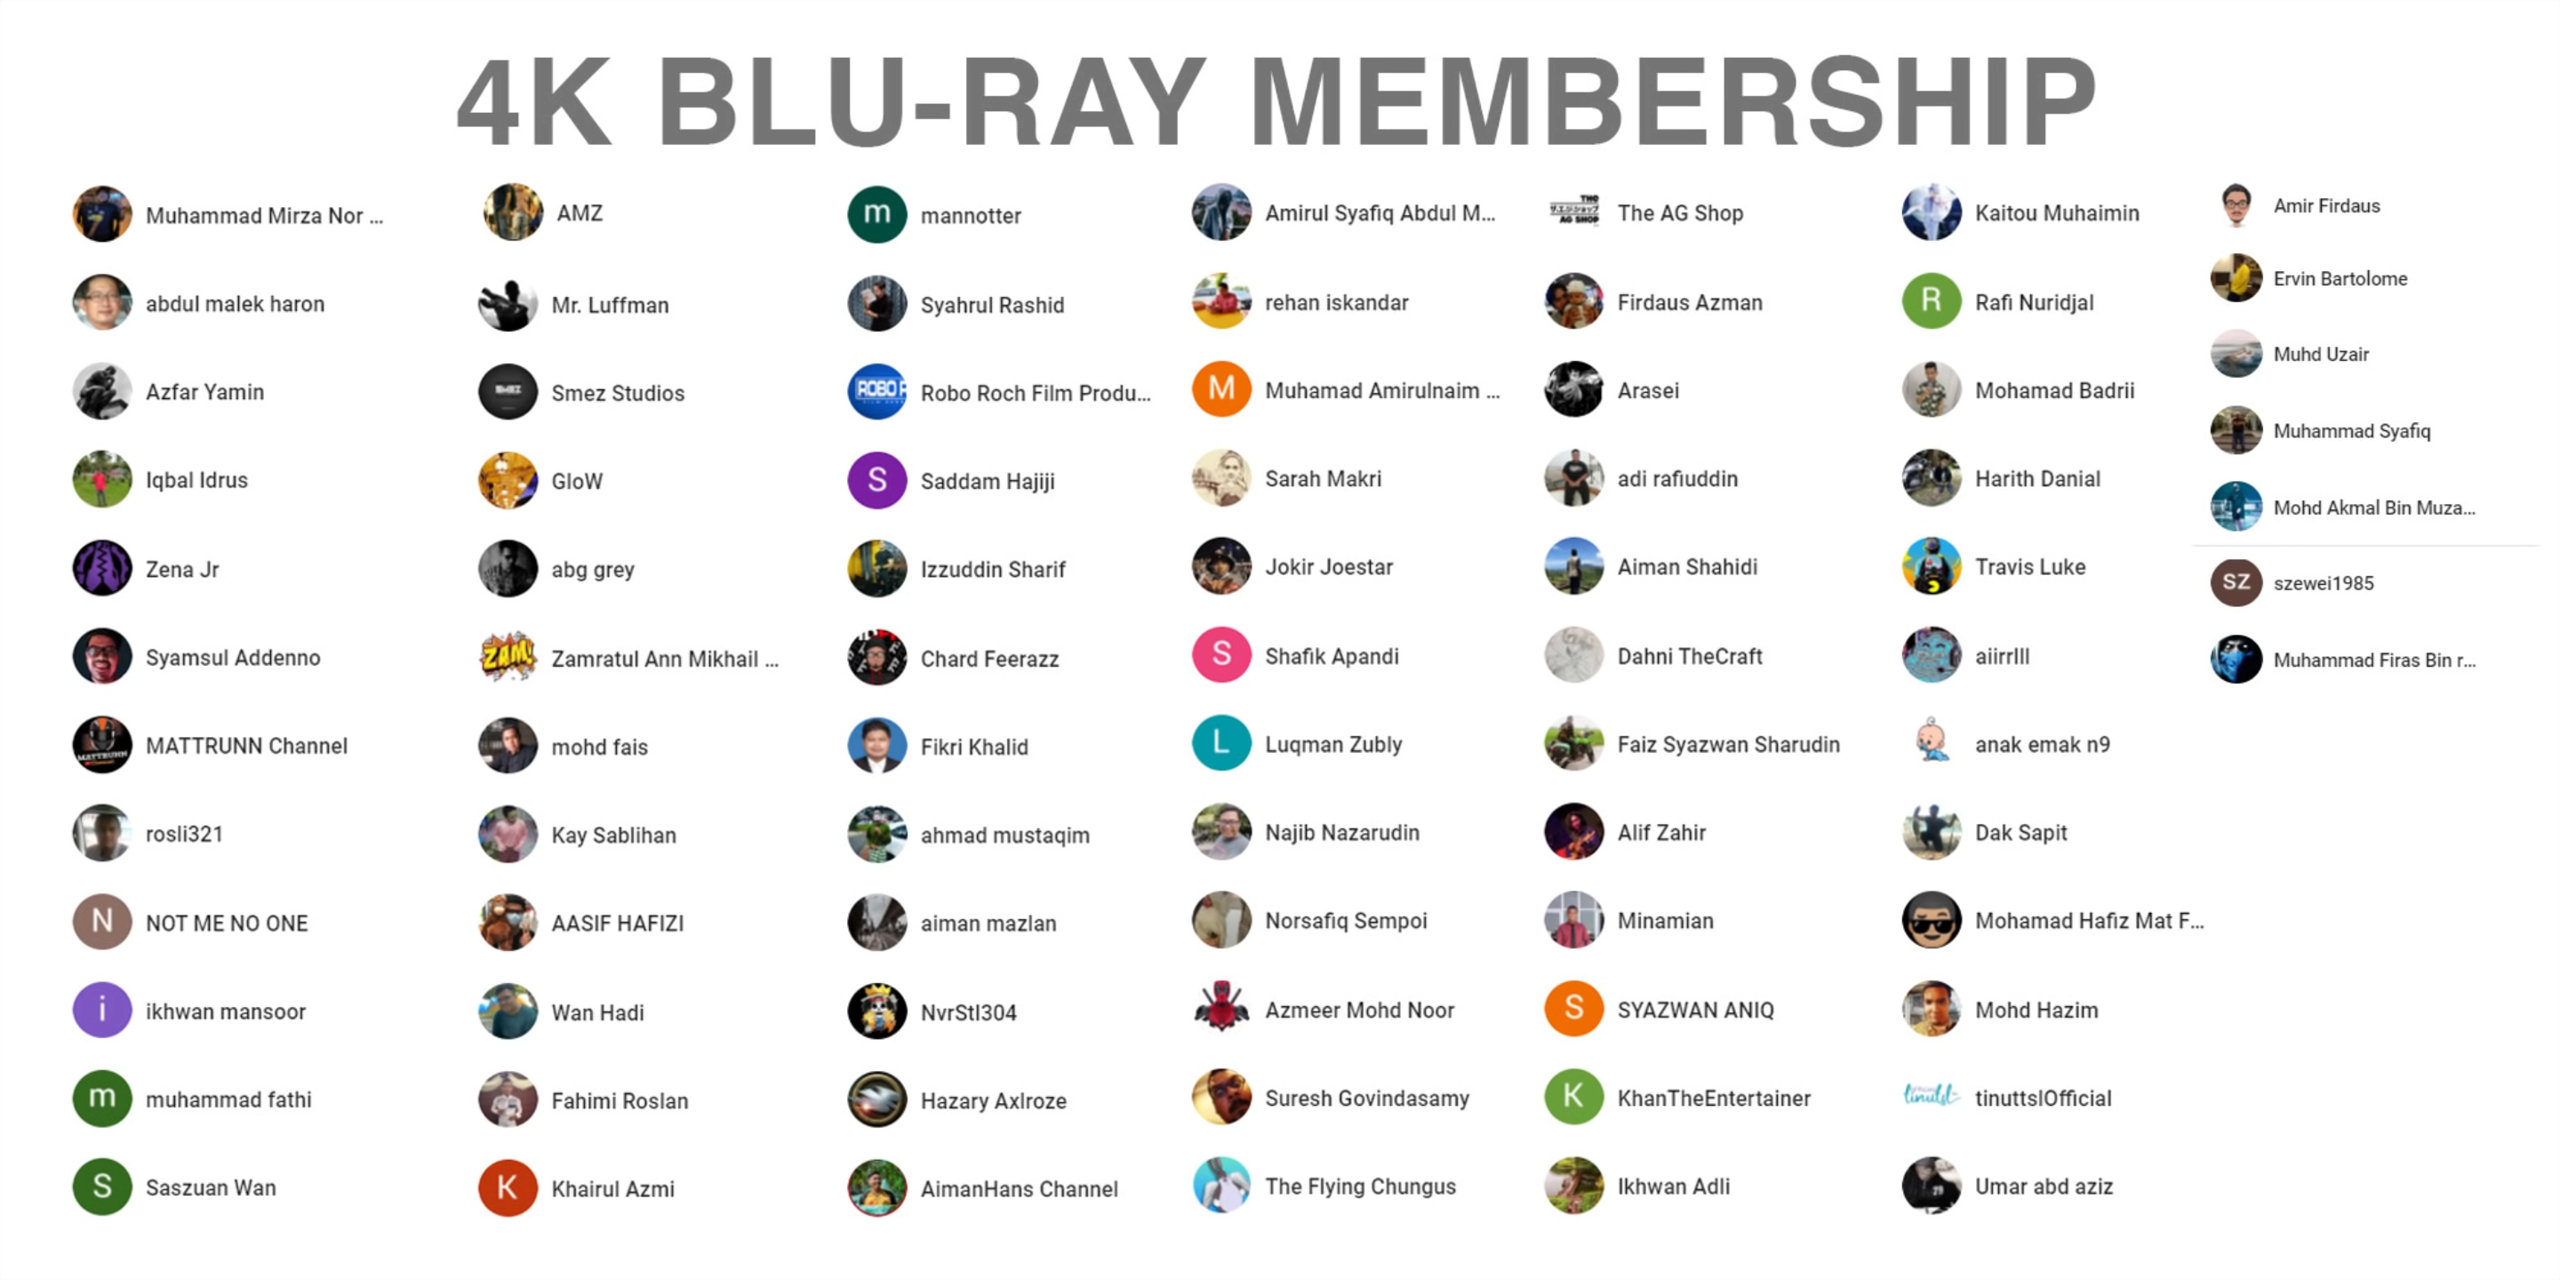 4K BLU-RAY MEMBERSHIP
Muhammad Mirza Nor ...
abdul malek haron
Azfar Yamin
Iqbal Idrus
Zena Jr
Syamsul Addenno
MATTRUNN Channel
rosli321
N NOT ME NO ONE
i ikhwan mansoor
m muhammad fathi
S Saszuan Wan
AMZ
Mr. Luffman
SMEZ Smez Studios
GloW
abg grey
ZAM! Zamratul Ann Mikhail ...
mohd fais
Kay Sablihan
AASIF HAFIZI
Wan Hadi
Fahimi Roslan
K Khairul Azmi
m mannotter
Syahrul Rashid
ROBO R Robo Roch Film Produ...
S Saddam Hajiji
Izzuddin Sharif
Chard Feerazz
Fikri Khalid
ahmad mustaqim
aiman mazlan
NvrStl304
Hazary Axlroze
AimanHans Channel
Amirul Syafiq Abdul M...
rehan iskandar
M Muhamad Amirulnaim ...
Sarah Makri
Jokir Joestar
S Shafik Apandi
L Luqman Zubly
Najib Nazarudin
Norsafiq Sempoi
Azmeer Mohd Noor
Suresh Govindasamy
The Flying Chungus
The AG Shop
Firdaus Azman
Arasei
adi rafiuddin
Aiman Shahidi
Dahni TheCraft
Faiz Syazwan Sharudin
Alif Zahir
Minamian
S SYAZWAN ANIQ
K KhanTheEntertainer
Ikhwan Adli
Kaitou Muhaimin
R Rafi Nuridjal
Mohamad Badrii
Harith Danial
Travis Luke
aiirrlll
anak emak n9
Dak Sapit
Mohamad Hafiz Mat F...
Mohd Hazim
tinuttslOfficial
Umar abd aziz
Amir Firdaus
Ervin Bartolome
Muhd Uzair
Muhammad Syafiq
Mohd Akmal Bin Muza...
SZ szewei1985
Muhammad Firas Bin r...